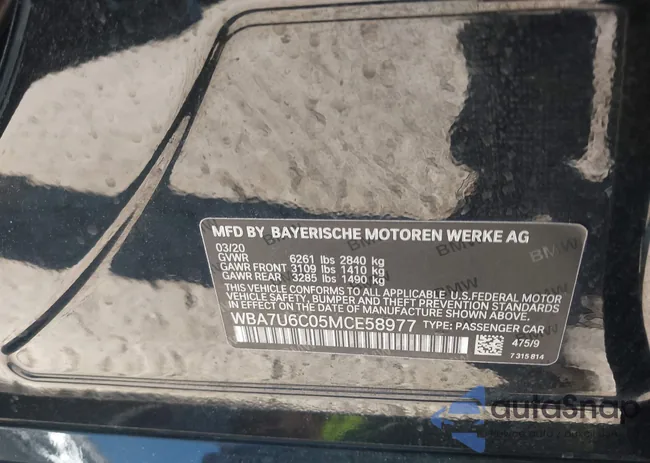 MFD BY BAYERISCHE MOTOREN WERKE AG
03/20
GVWR 6261 lbs 2840 kg
GAWR FRONT 3109 lbs 1410 kg
GAWR REAR 3285 lbs 1490 kg
THIS VEHICLE CONFORMS TO ALL APPLICABLE U.S.FEDERAL MOTOR
VEHICLE SAFETY, BUMPER AND THEFT PREVENTION STANDARDS
IN EFFECT ON THE DATE OF MANUFACTURE SHOWN ABOVE.
WBA7U6C05MCE58977 TYPE: PASSENGER CAR
475/9
7 315 814
autoSnap